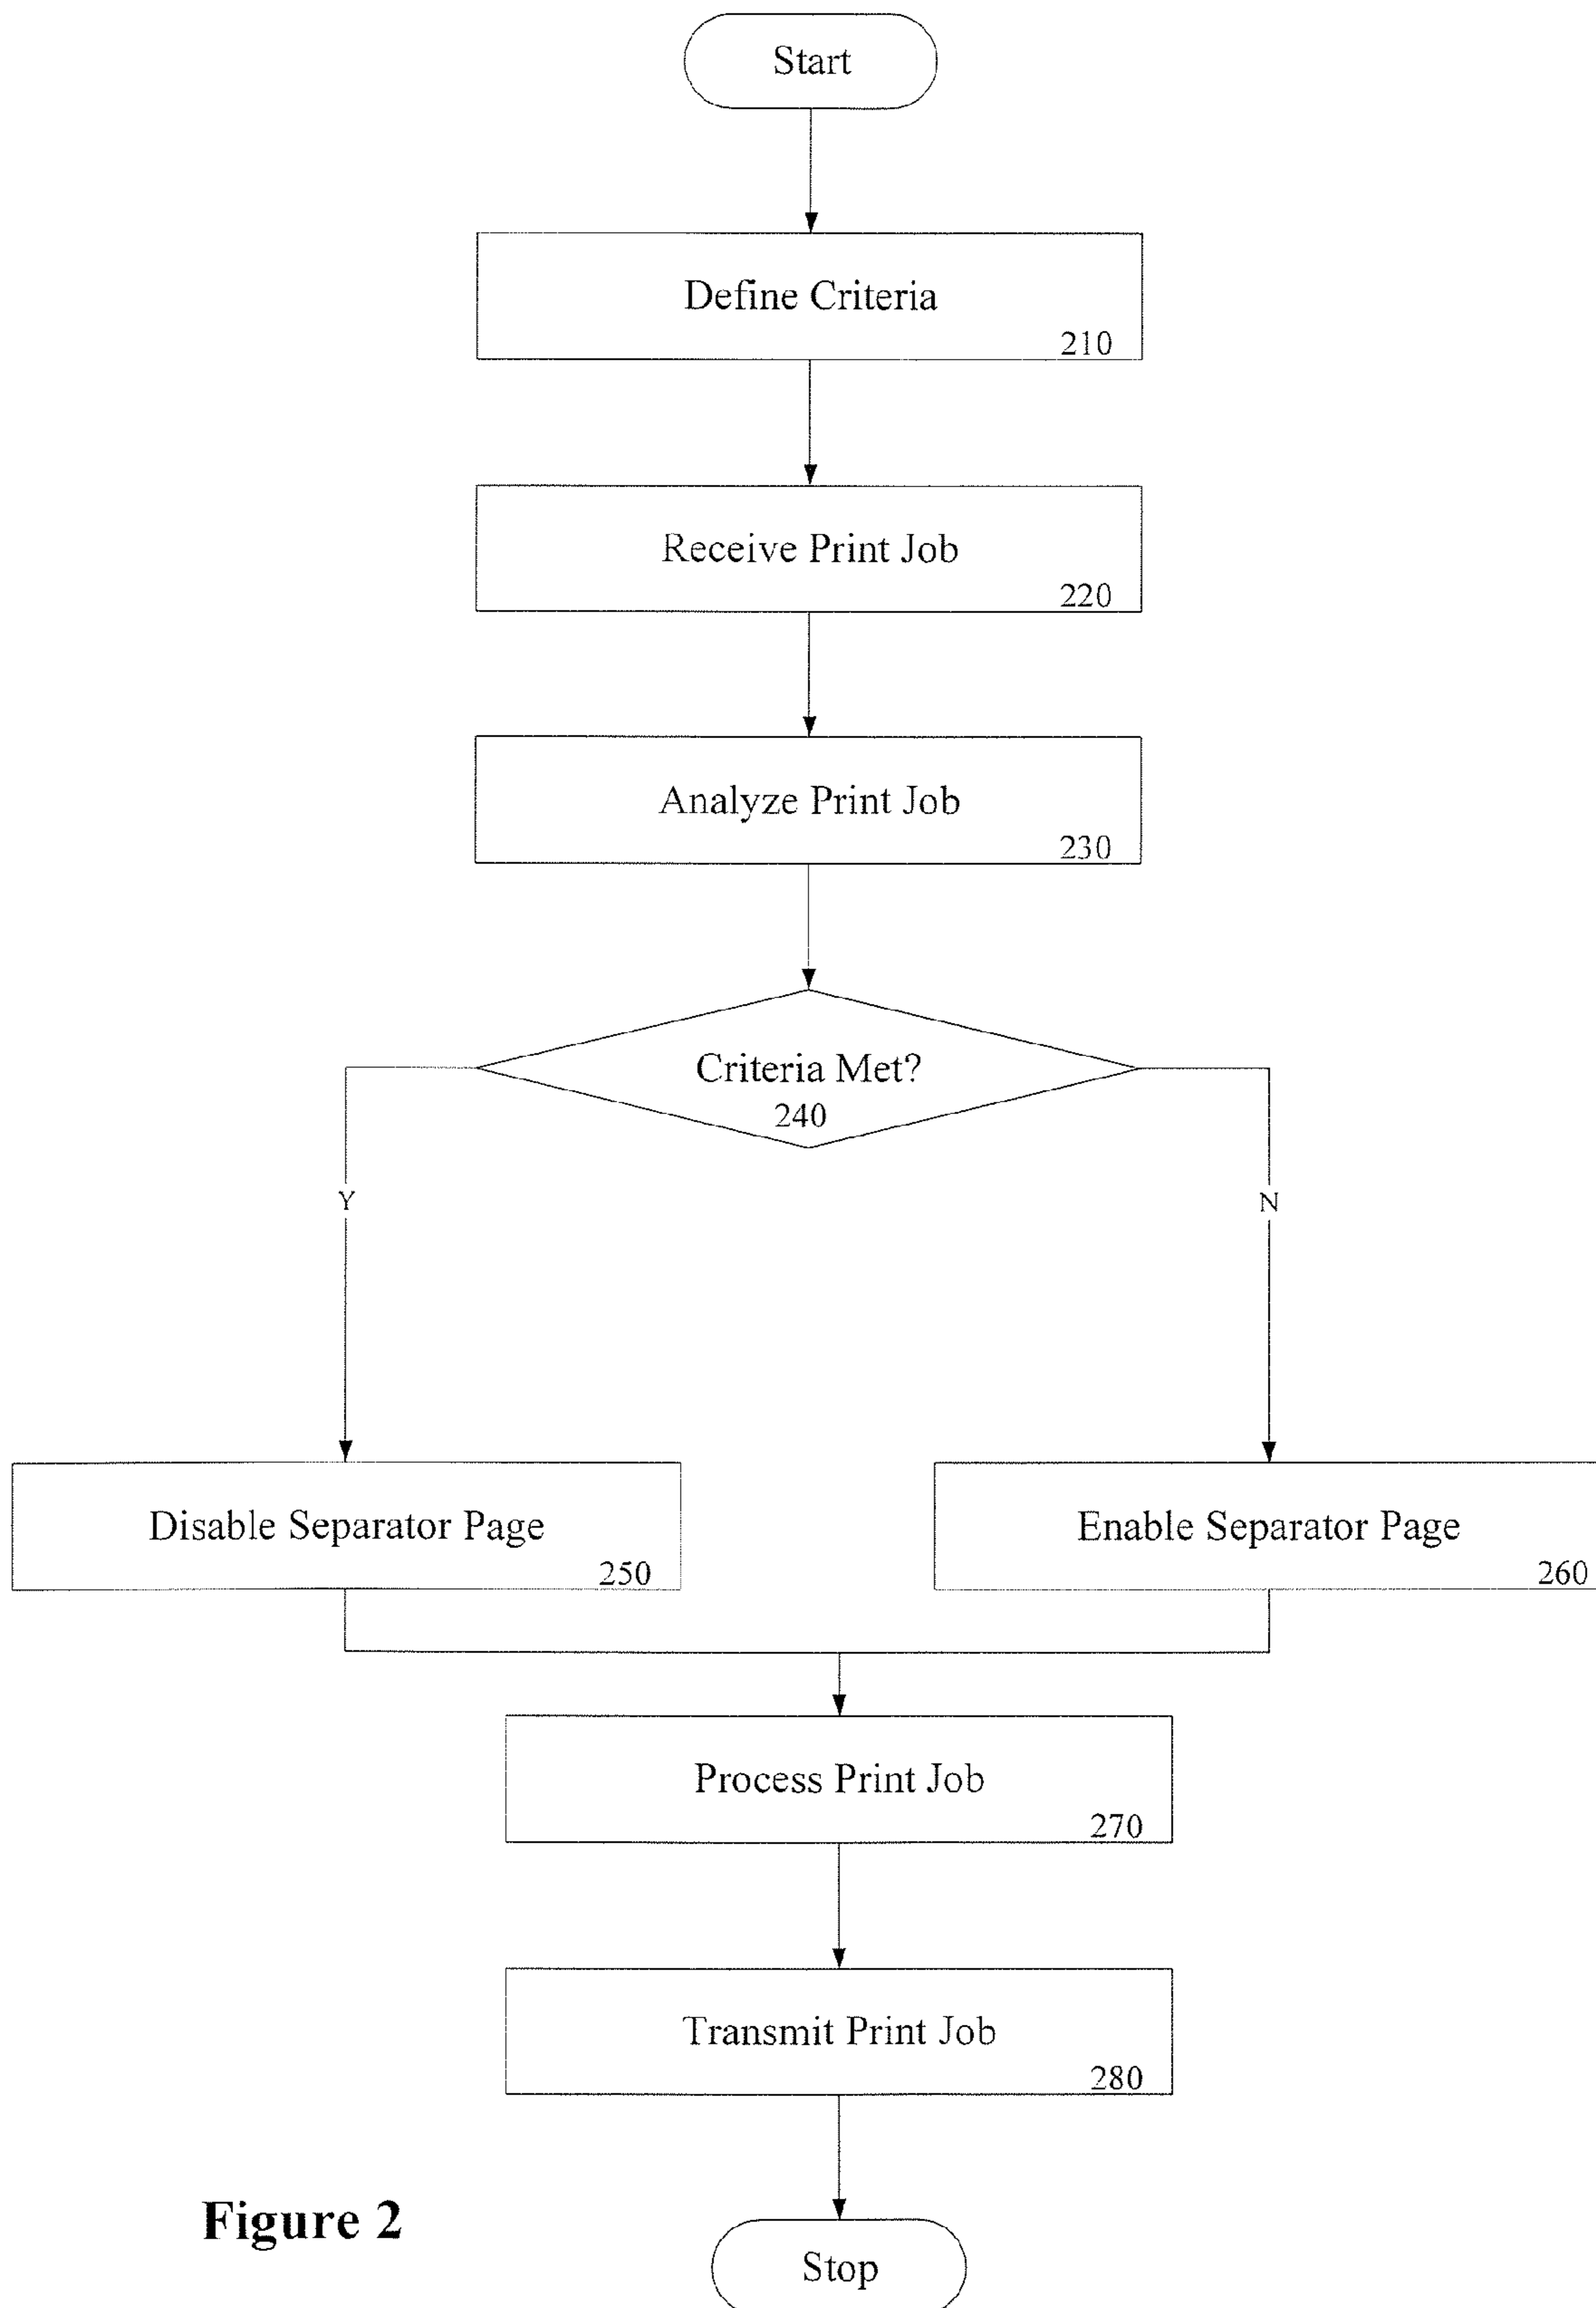 Start
Define Criteria
210
Receive Print Job
220
Analyze Print Job
230
Criteria Met?
240
Y
N
Disable Separator Page
250
Enable Separator Page
260
Process Print Job
270
Transmit Print Job
280
Figure 2
Stop